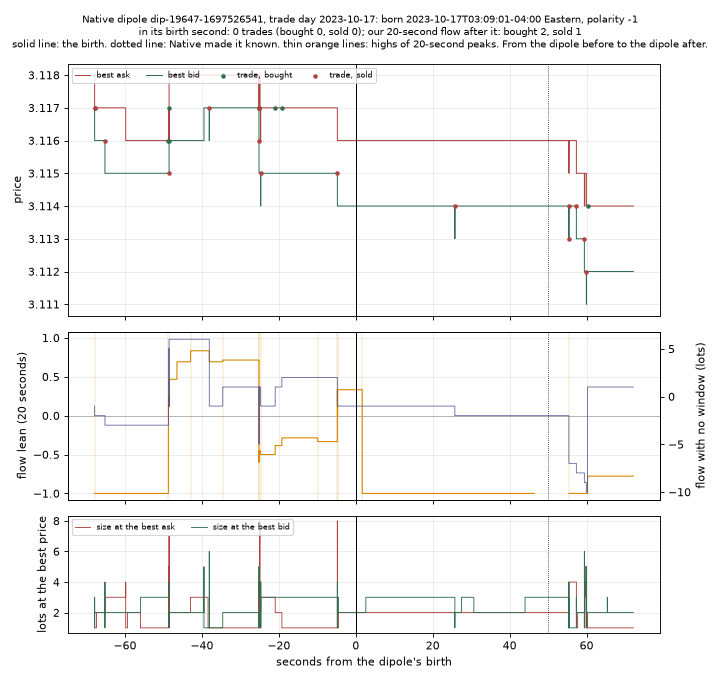 Native dipole dip-19647-1697526541, trade day 2023-10-17: born 2023-10-17T03:09:01-04:00 Eastern, polarity -1
in its birth second: 0 trades (bought 0, sold 0); our 20-second flow after it: bought 2, sold 1
solid line: the birth. dotted line: Native made it known. thin orange lines: highs of 20-second peaks. From the dipole before to the dipole after.
best ask best bid trade, bought trade, sold
3.118
3.117
3.116
3.115
3.114
3.113
3.112
3.111
price
1.0
0.5
0.0
−0.5
−1.0
flow lean (20 seconds)
5
0
−5
−10
flow with no window (lots)
size at the best ask size at the best bid
8
6
4
2
lots at the best price
−60 −40 −20 0 20 40 60
seconds from the dipole's birth